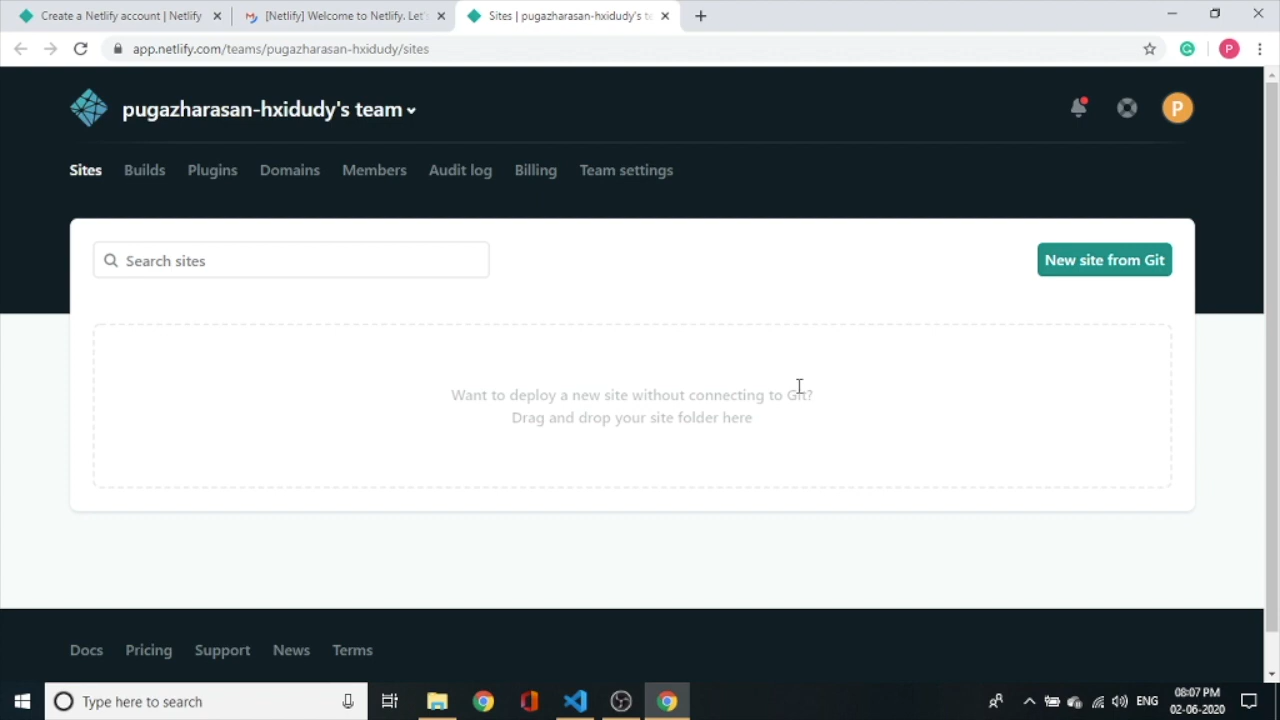 Create a Netlify account | Netlify
[Netlify] Welcome to Netlify. Let's
Sites | pugazharasan-hxidudy's te
app.netlify.com/teams/pugazharasan-hxidudy/sites
P
pugazharasan-hxidudy's team
P
Sites Builds Plugins Domains Members Audit log Billing Team settings
Search sites
New site from Git
Want to deploy a new site without connecting to Git?
Drag and drop your site folder here
Docs Pricing Support News Terms
Type here to search
ENG
08:07 PM
02-06-2020